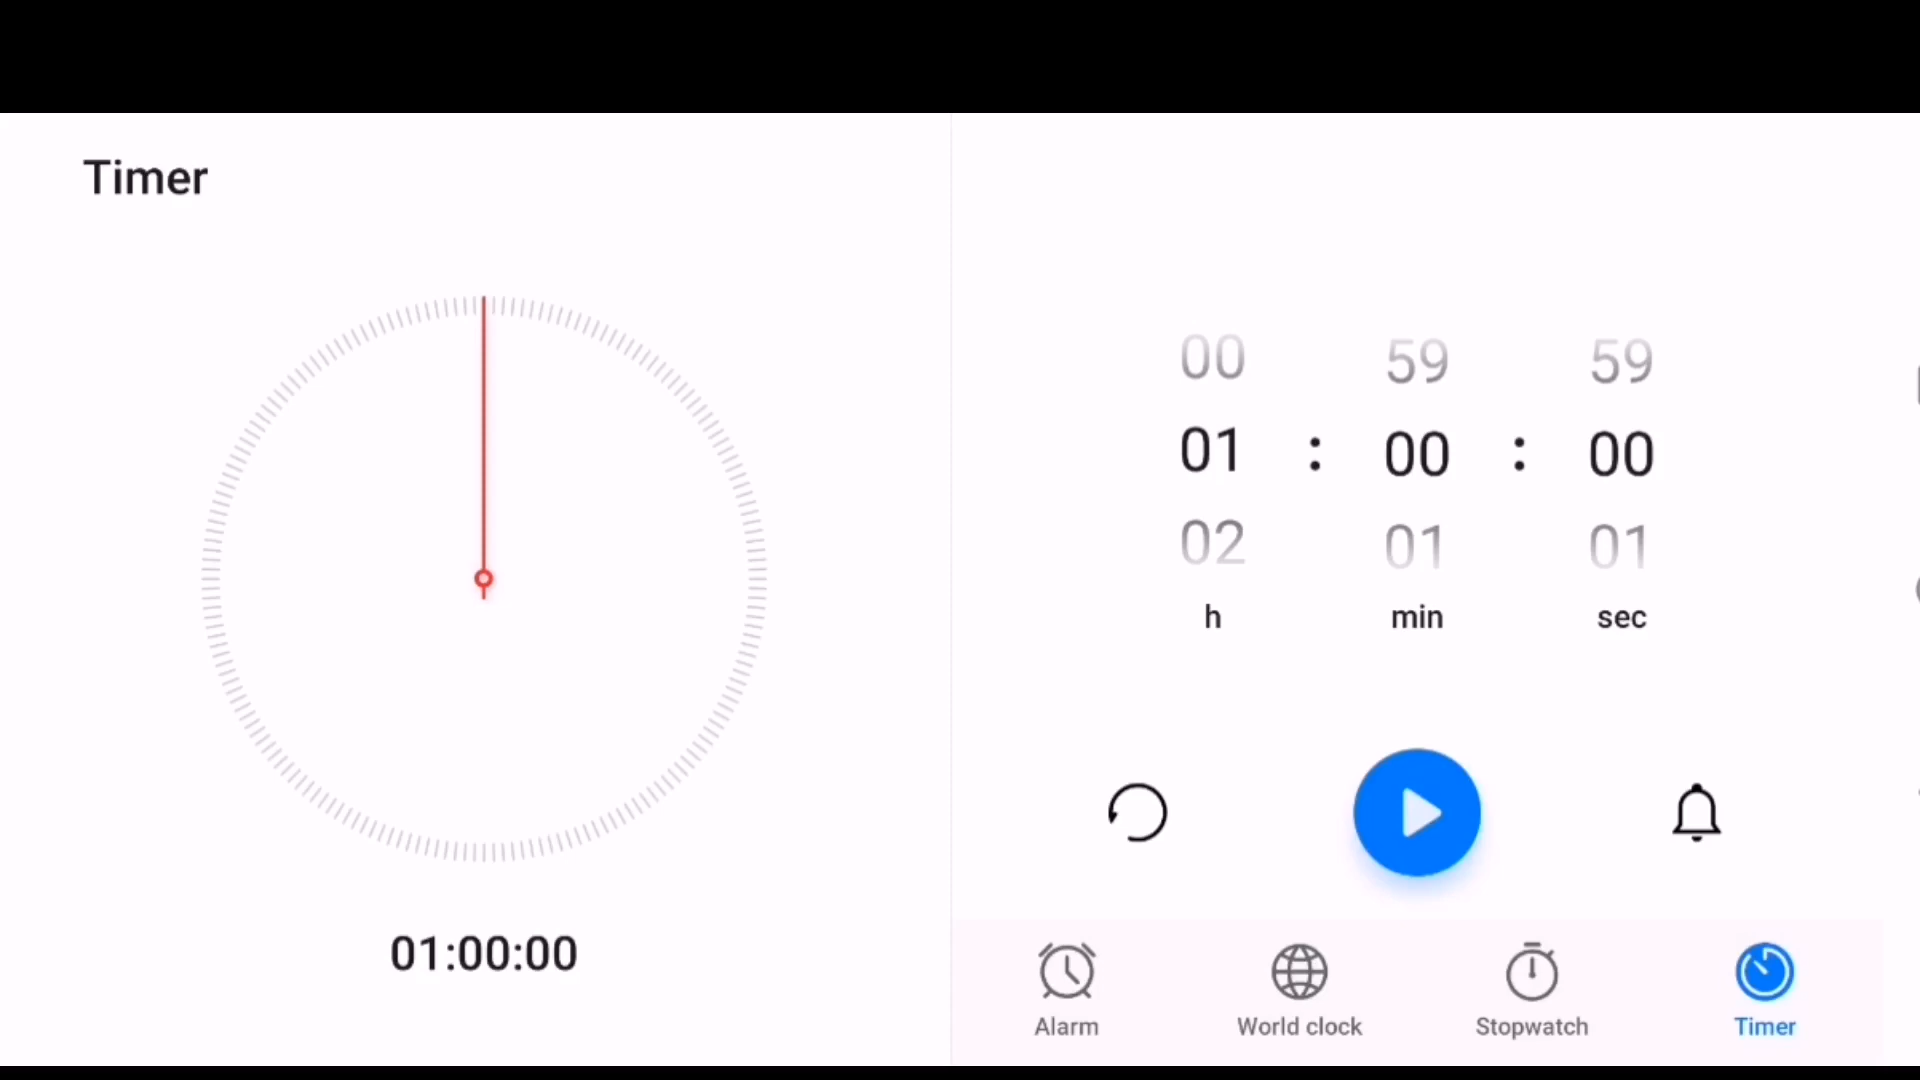 Timer
01:00:00
00 59 59
01 : 00 : 00
02 01 01
h min sec
Alarm World clock Stopwatch Timer